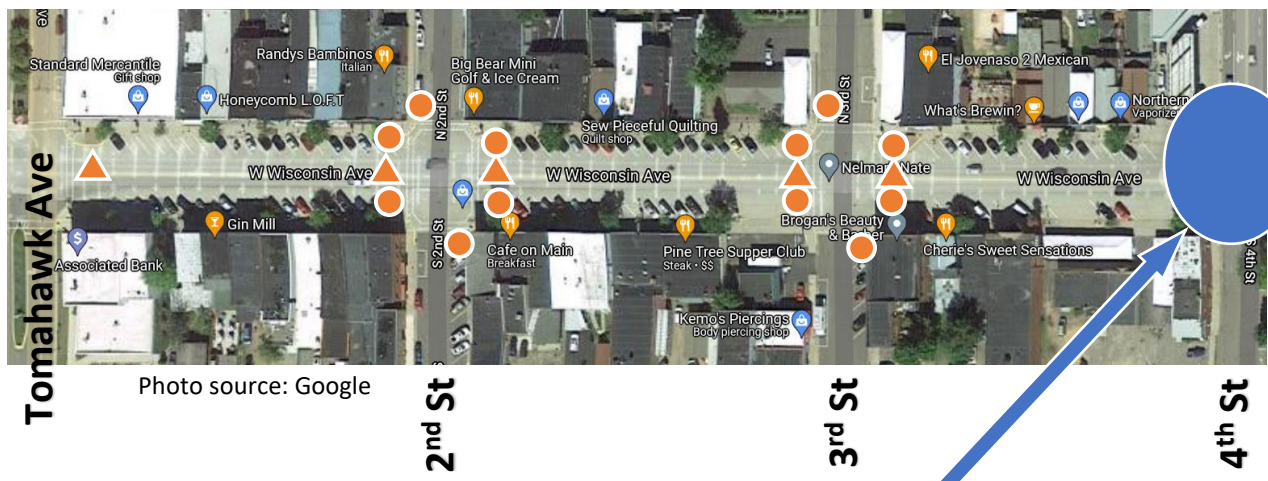 Ave
Standard Mercantile
Gift shop
Honeycomb L.O.F.T
Randys Bambinos
Italian
N 2nd St
Big Bear Mini
Golf & Ice Cream
Sew Pieceful Quilting
Quilt shop
N 3rd St
El Jovenaso 2 Mexican
What's Brewin?
Northern
Vaporize
W Wisconsin Ave
W Wisconsin Ave
Nelman Nate
W Wisconsin Ave
Gin Mill
Associated Bank
S 2nd St
Cafe on Main
Breakfast
Pine Tree Supper Club
Steak • $$
Brogan's Beauty
& Barber
Cherie's Sweet Sensations
S 4th St
Kemo's Piercings
Body piercing shop
S
Tomahawk Ave
Photo source: Google
2nd St
3rd St
4th St